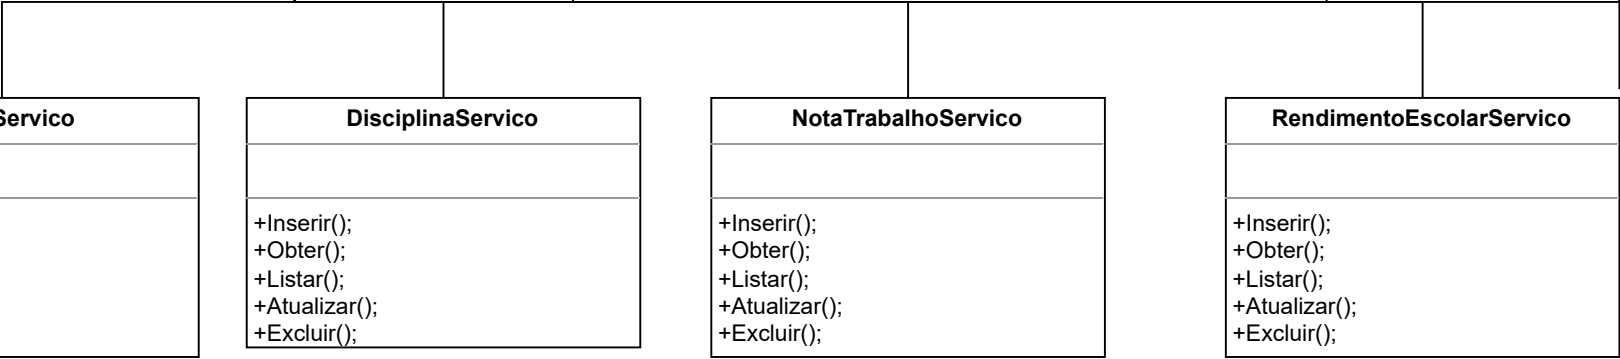 Servico
DisciplinaServico
+Inserir();
+Obter();
+Listar();
+Atualizar();
+Excluir();
NotaTrabalhoServico
+Inserir();
+Obter();
+Listar();
+Atualizar();
+Excluir();
RendimentoEscolarServico
+Inserir();
+Obter();
+Listar();
+Atualizar();
+Excluir();